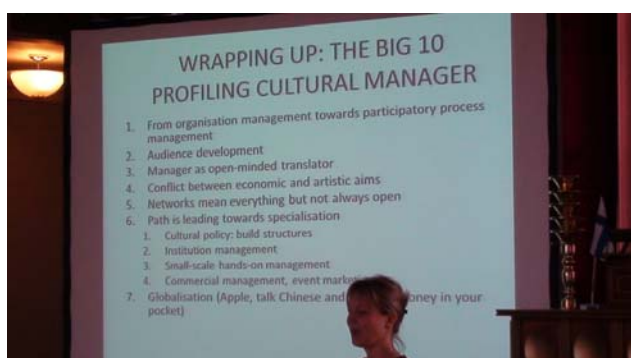 WRAPPING UP: THE BIG 10
PROFILING CULTURAL MANAGER
1. From organisation management towards participatory process
management
2. Audience development
3. Manager as open-minded translator
4. Conflict between economic and artistic aims
5. Networks mean everything but not always open
6. Path is leading towards specialisation
1. Cultural policy: build structures
2. Institution management
3. Small-scale hands-on management
4. Commercial management, event
7. Globalisation (Apple, talk Chinese and in your
pocket)